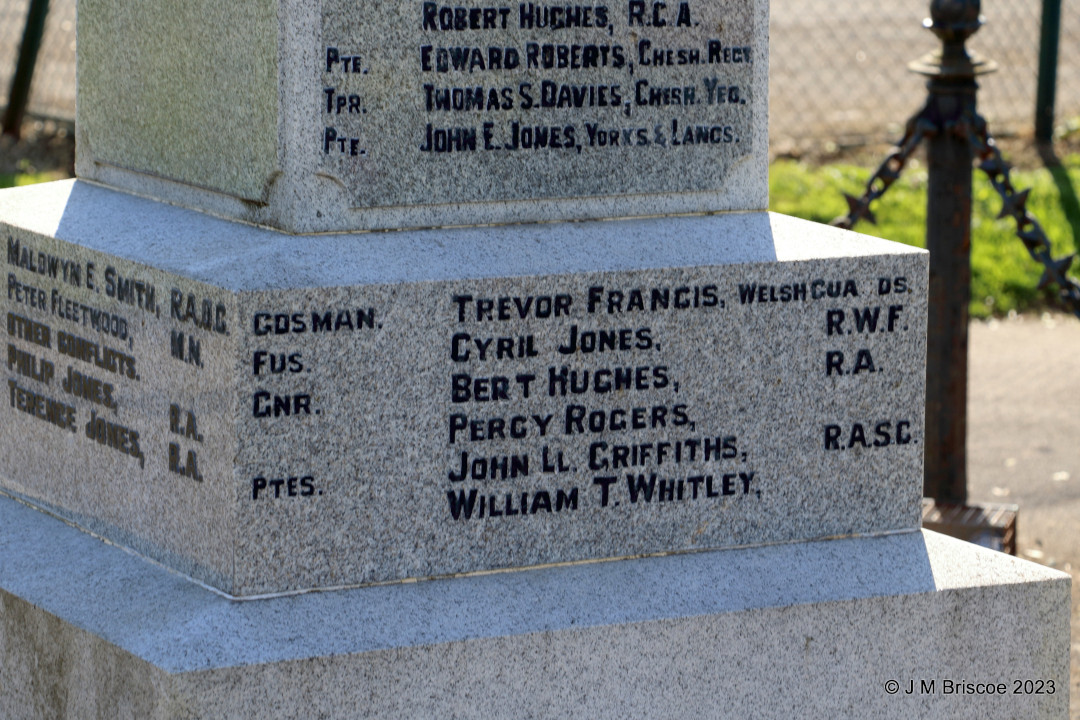 ROBERT HUGHES, R.G.A.
PTE. EDWARD ROBERTS, CHESH. REGT
TPR. THOMAS S. DAVIES, CHESH. YEO.
PTE. JOHN E. JONES, YORKS. & LANCS.
MALDWYN E. SMITH, R.A.O.C.
PETER FLEETWOOD, M.N.
OTHER CONFLICTS.
PHILIP JONES, R.A.
TERENCE JONES, R.A.
GDSMAN. TREVOR FRANCIS, WELSH GUA DS.
FUS. CYRIL JONES, R.W.F.
GNR. BERT HUGHES, R.A.
PERCY ROGERS,
JOHN LL. GRIFFITHS, R.A.S.C.
PTES. WILLIAM T. WHITLEY,
© J M Briscoe 2023